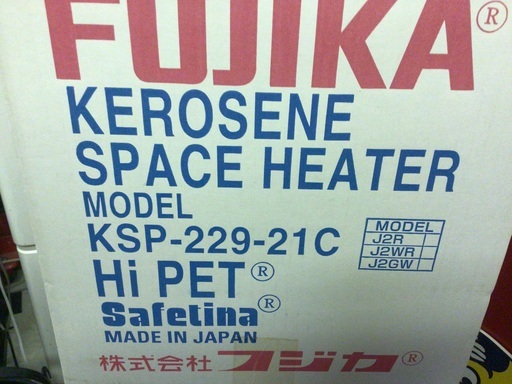 FUJIKA®
KEROSENE
SPACE HEATER
MODEL
KSP-229-21C
MODEL
J2R
J2WR
J2GW
Hi PET®
Safetina®
MADE IN JAPAN
株式会社 フジカ®